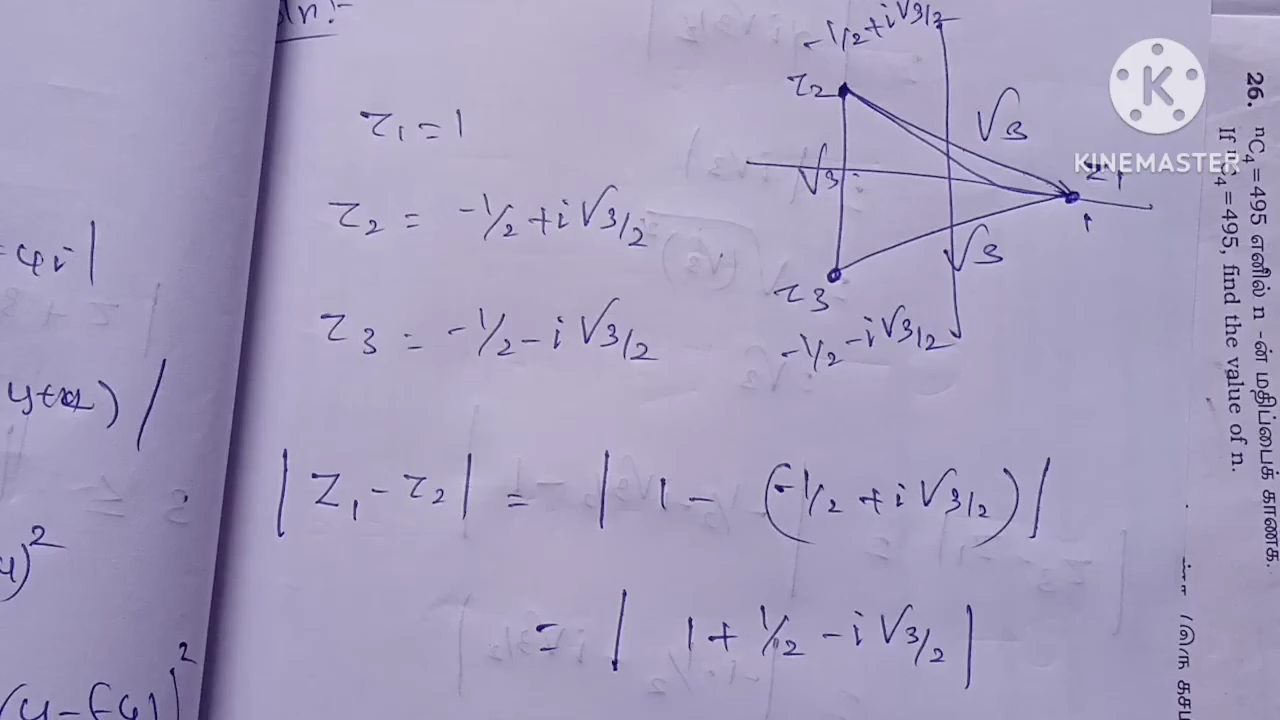 z₁ = 1
z₂ = -1/2 + i√3/2
z₃ = -1/2 - i√3/2
|z₁ - z₂| = |1 - (-1/2 + i√3/2)|
= |1 + 1/2 - i√3/2|
-1/2 + i√3/2
z₂
√3
√3
z₁
1
√3
z₃
-1/2 - i√3/2
KINEMASTER
26. nC₄ = 495 எனில் n -ன் மதிப்பைக் காண்க.
If nC₄ = 495, find the value of n.
-4i|